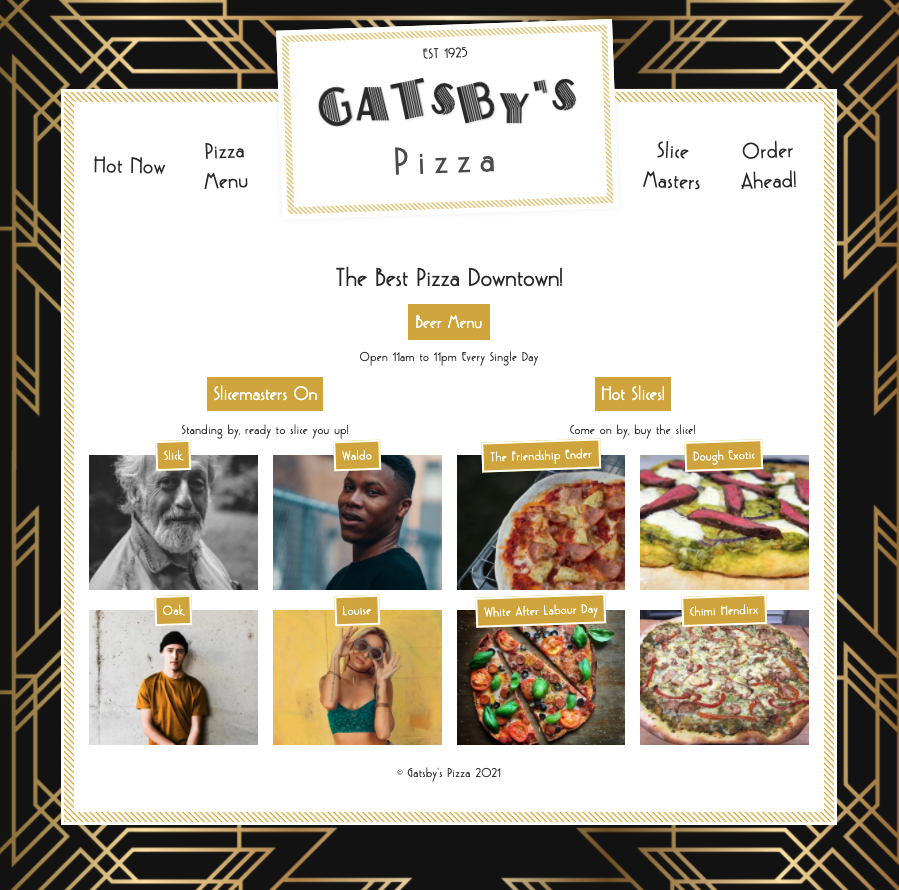 EST 1925
GATSBY'S
Pizza
Hot Now
Pizza
Menu
Slice
Masters
Order
Ahead!
The Best Pizza Downtown!
Beer Menu
Open 11am to 11pm Every Single Day
Slicemasters On
Standing by, ready to slice you up!
Slick
Waldo
Oak
Louise
Hot Slices!
Come on by, buy the slice!
The Friendship Ender
Dough Exotic
White After Labour Day
Chimi Mendirx
© Gatsby's Pizza 2021